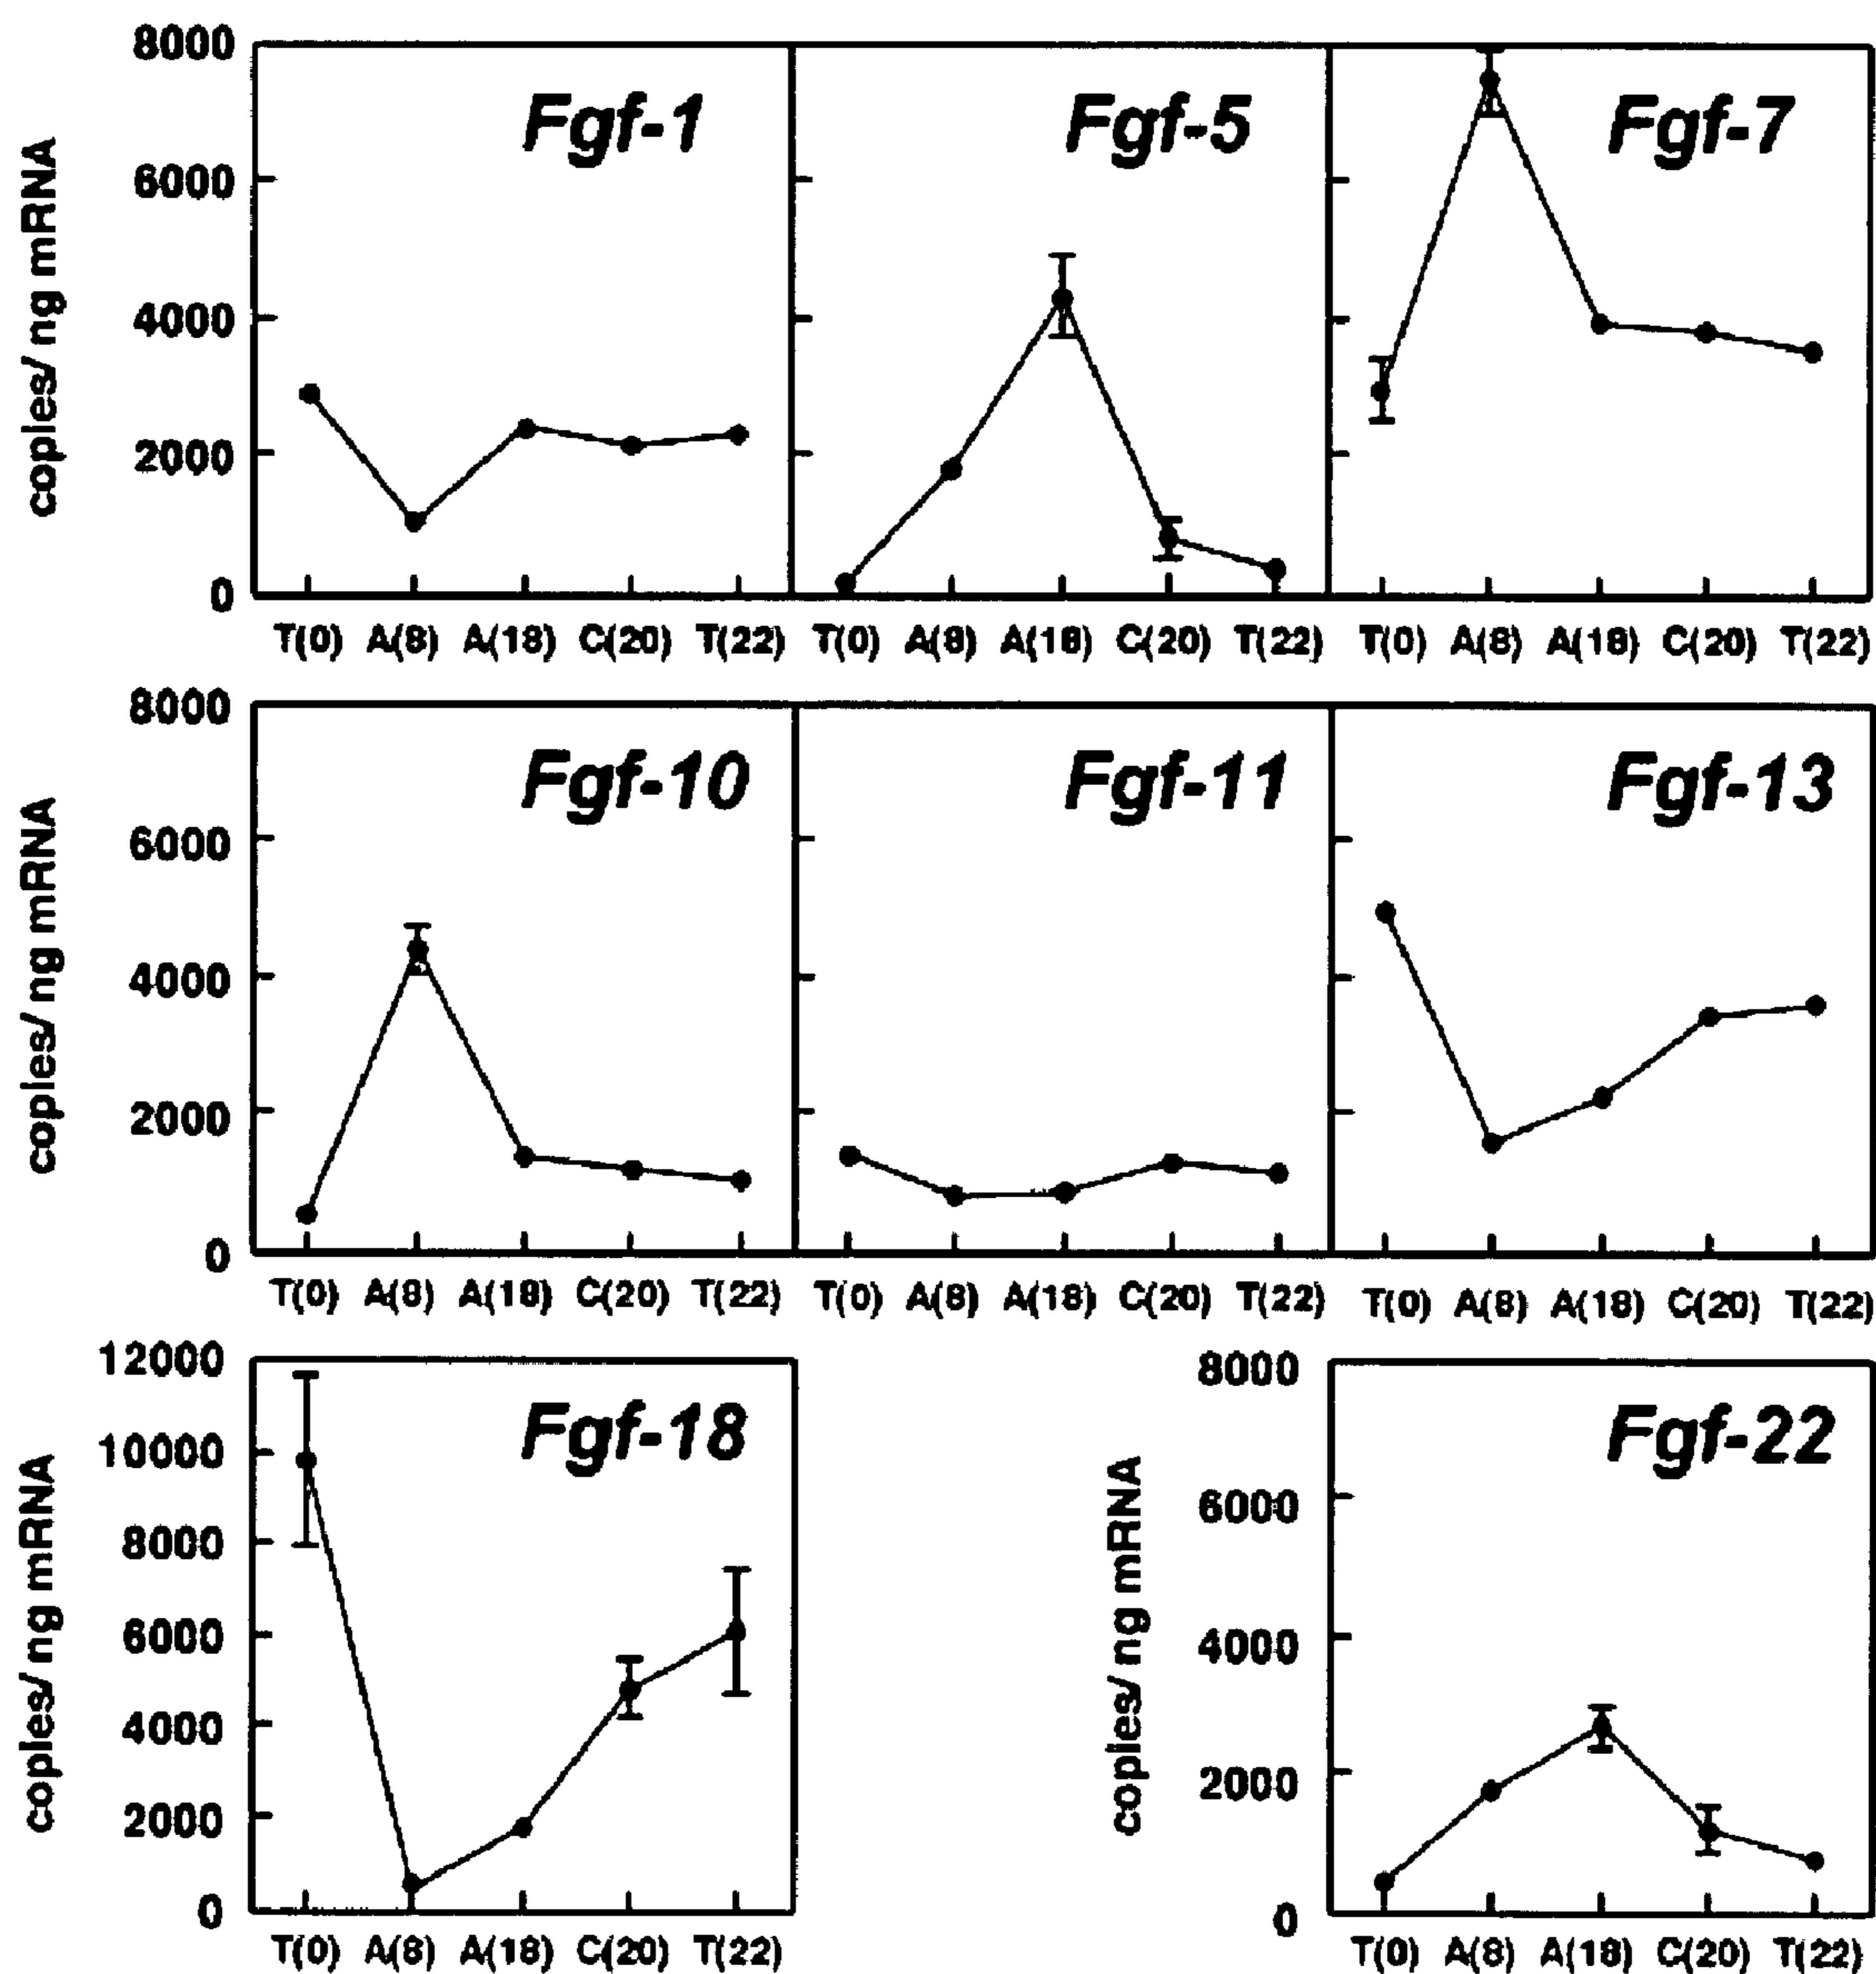 8000
6000
4000
2000
0
copies/ ng mRNA
Fgf-1
Fgf-5
Fgf-7
T(0) A(8) A(18) C(20) T(22) T(0) A(8) A(18) C(20) T(22) T(0) A(8) A(18) C(20) T(22)
8000
6000
4000
2000
0
copies/ ng mRNA
Fgf-10
Fgf-11
Fgf-13
T(0) A(8) A(18) C(20) T(22) T(0) A(8) A(18) C(20) T(22) T(0) A(8) A(18) C(20) T(22)
12000
10000
8000
6000
4000
2000
0
copies/ ng mRNA
Fgf-18
T(0) A(8) A(18) C(20) T(22)
8000
6000
4000
2000
0
copies/ ng mRNA
Fgf-22
T(0) A(8) A(18) C(20) T(22)